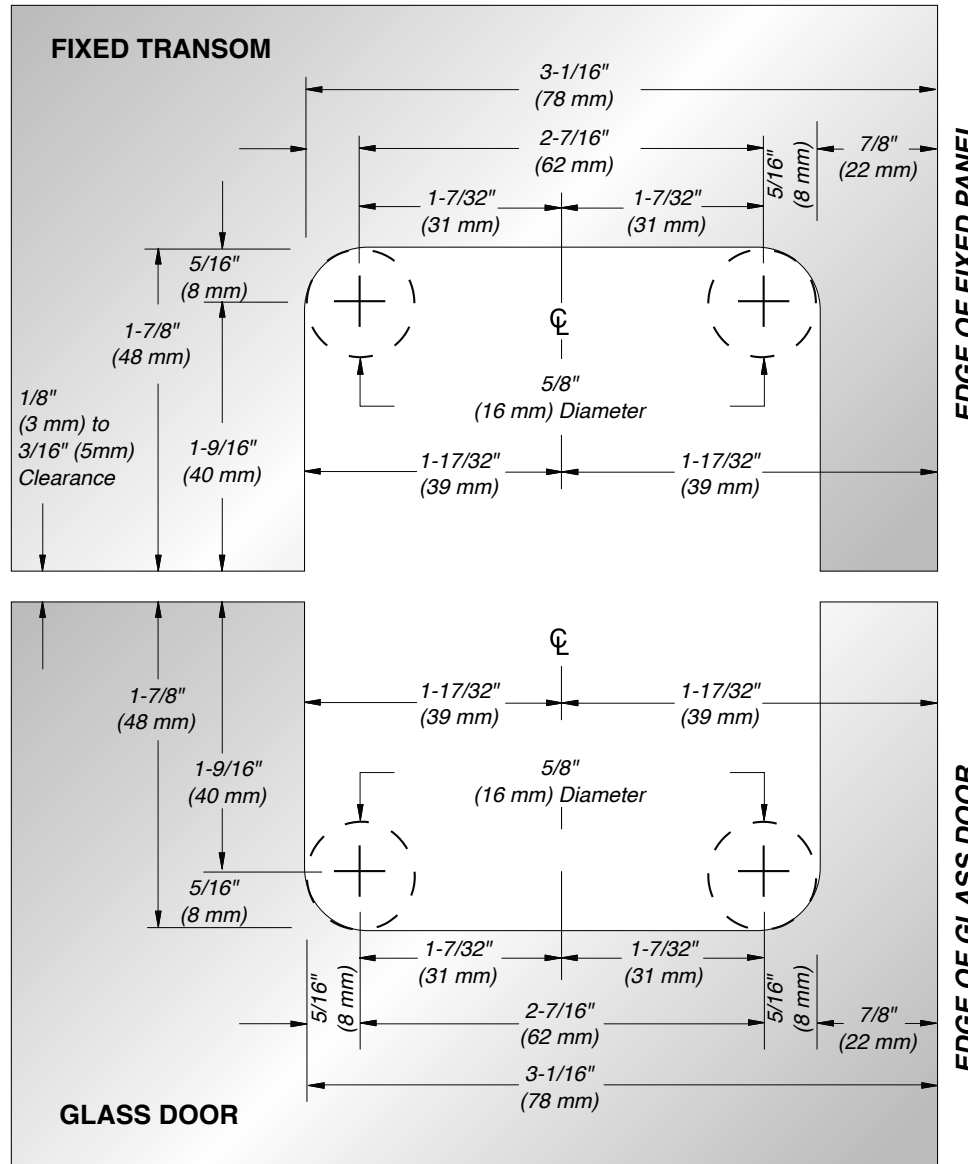 FIXED TRANSOM
3-1/16"
(78 mm)
2-7/16"
(62 mm)
5/16"
(8 mm)
7/8"
(22 mm)
1-7/32"
(31 mm)
1-7/32"
(31 mm)
5/16"
(8 mm)
1-7/8"
(48 mm)
℄
5/8"
(16 mm) Diameter
1/8"
(3 mm) to
3/16" (5mm)
Clearance
1-9/16"
(40 mm)
1-17/32"
(39 mm)
1-17/32"
(39 mm)
EDGE OF FIXED PANEL
℄
1-7/8"
(48 mm)
1-17/32"
(39 mm)
1-17/32"
(39 mm)
1-9/16"
(40 mm)
5/8"
(16 mm) Diameter
5/16"
(8 mm)
1-7/32"
(31 mm)
1-7/32"
(31 mm)
5/16"
(8 mm)
2-7/16"
(62 mm)
5/16"
(8 mm)
7/8"
(22 mm)
3-1/16"
(78 mm)
GLASS DOOR
EDGE OF GLASS DOOR